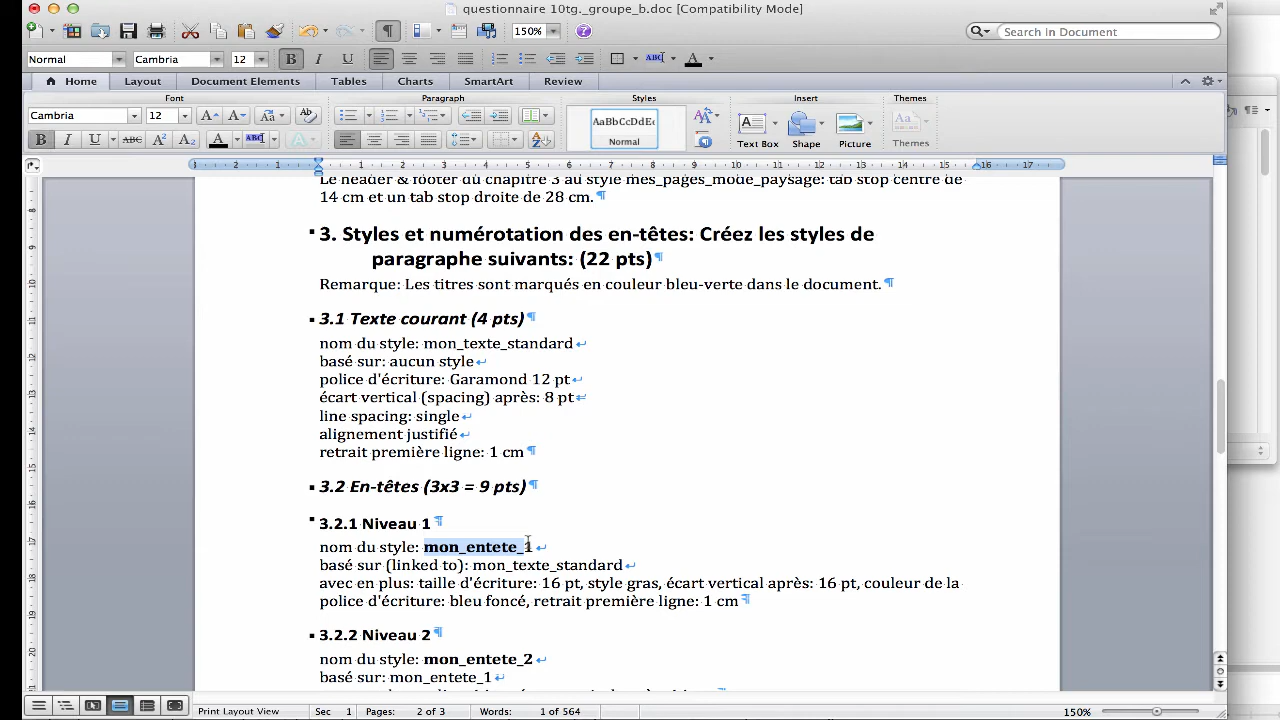 questionnaire 10tg._groupe_b.doc [Compatibility Mode]
150%
Search in Document
Normal
Cambria
12
B I U
ABC
A
Home
Layout
Document Elements
Tables
Charts
SmartArt
Review
Font
Paragraph
Styles
Insert
Themes
Cambria
12
AaBbCcDdEe
Normal
Text Box
Shape
Picture
Themes
Le header & footer du chapitre 3 au style mes_pages_mode_paysage: tab stop centre de
14 cm et un tab stop droite de 28 cm.
3. Styles et numérotation des en-têtes: Créez les styles de
paragraphe suivants: (22 pts)
Remarque: Les titres sont marqués en couleur bleu-verte dans le document.
3.1 Texte courant (4 pts)
nom du style: mon_texte_standard
basé sur: aucun style
police d'écriture: Garamond 12 pt
écart vertical (spacing) après: 8 pt
line spacing: single
alignement justifié
retrait première ligne: 1 cm
3.2 En-têtes (3x3 = 9 pts)
3.2.1 Niveau 1
nom du style: mon_entete_1
basé sur (linked to): mon_texte_standard
avec en plus: taille d'écriture: 16 pt, style gras, écart vertical après: 16 pt, couleur de la
police d'écriture: bleu foncé, retrait première ligne: 1 cm
3.2.2 Niveau 2
nom du style: mon_entete_2
basé sur: mon_entete_1
Print Layout View
Sec 1
Pages: 2 of 3
Words: 1 of 564
150%